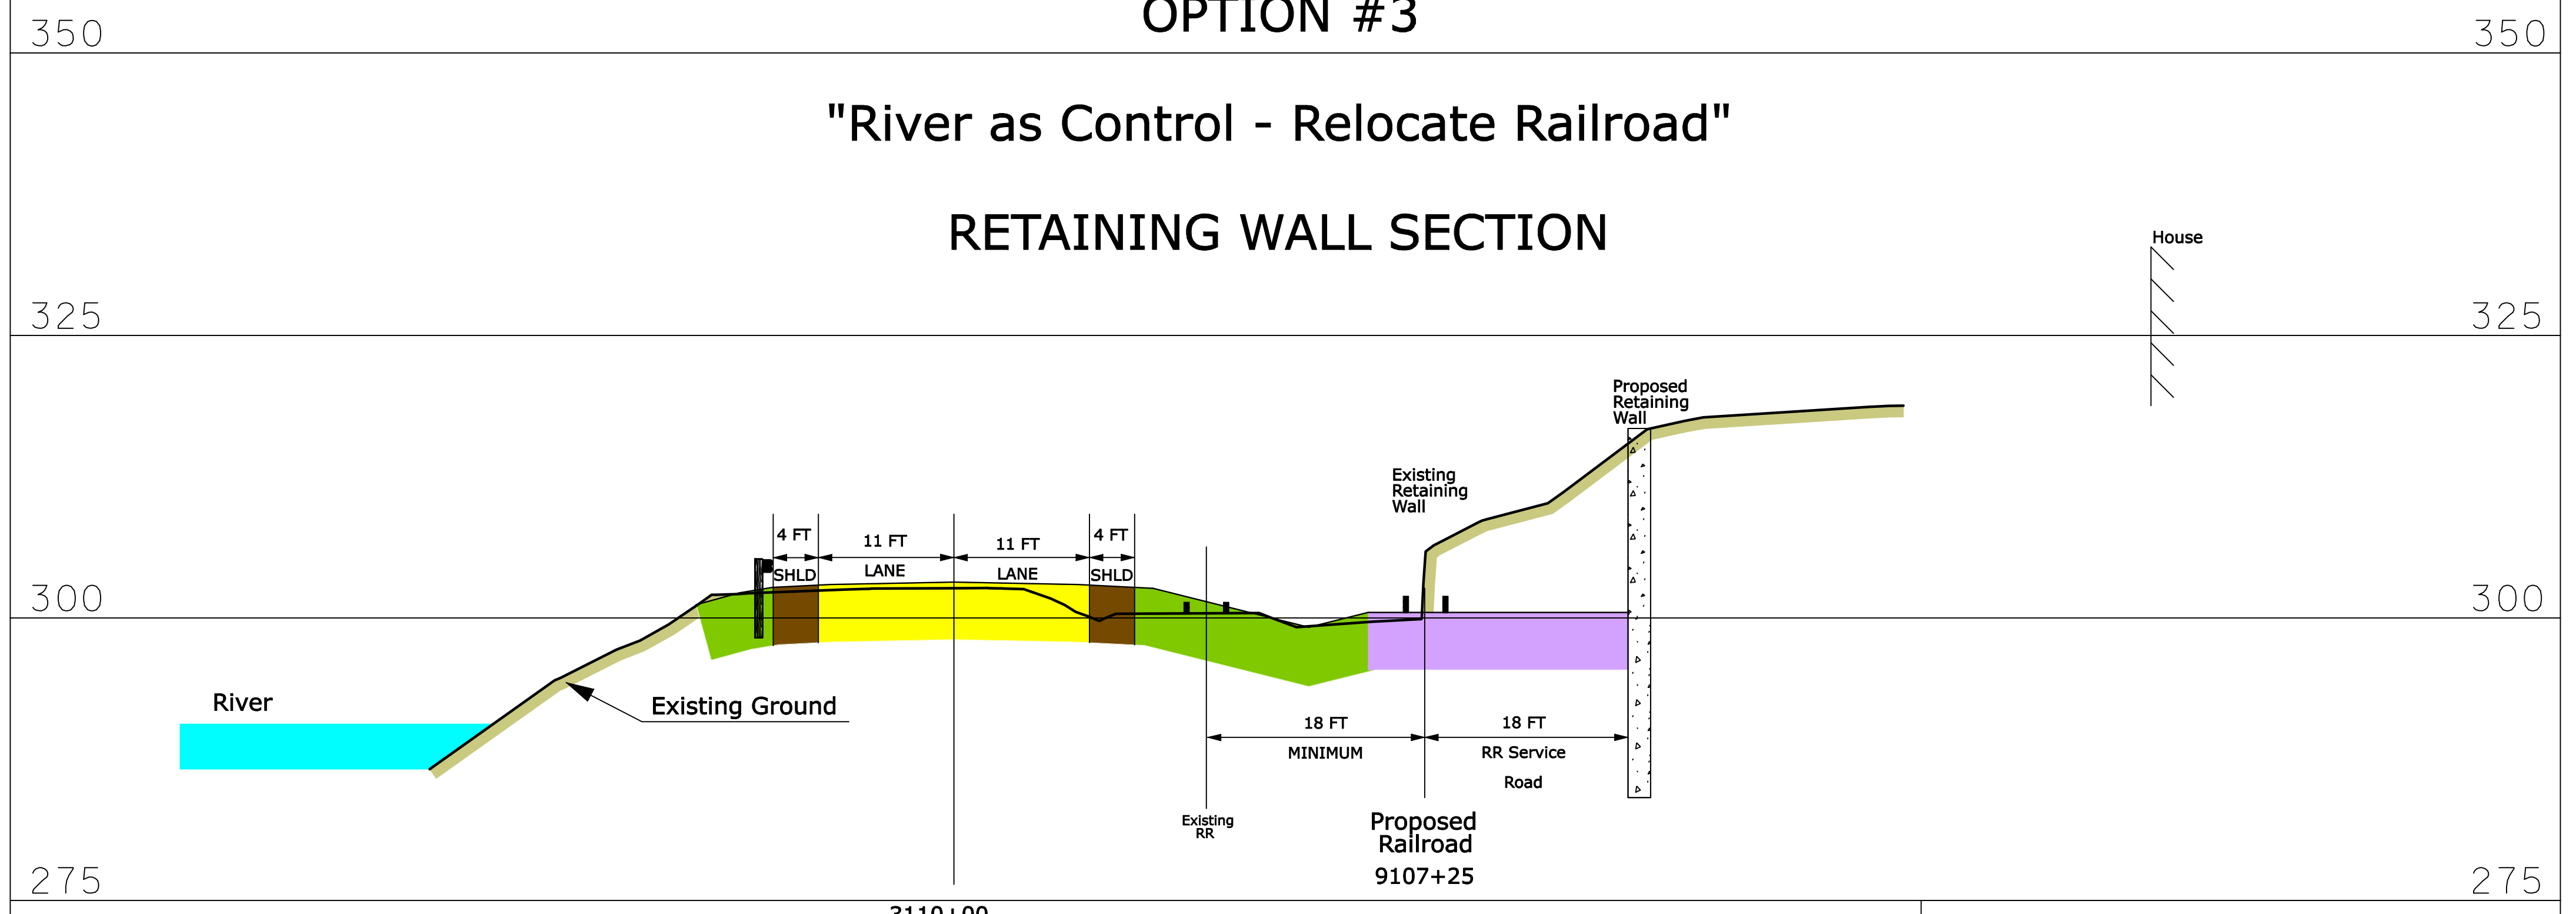 OPTION #3
350 350
"River as Control - Relocate Railroad"
RETAINING WALL SECTION
House
325 325
Proposed
Retaining
Wall
Existing
Retaining
Wall
4 FT 11 FT 11 FT 4 FT
SHLD LANE LANE SHLD
300 300
River
Existing Ground
18 FT 18 FT
MINIMUM RR Service
Road
Existing
RR
Proposed
Railroad
9107+25
275 275
3110+00